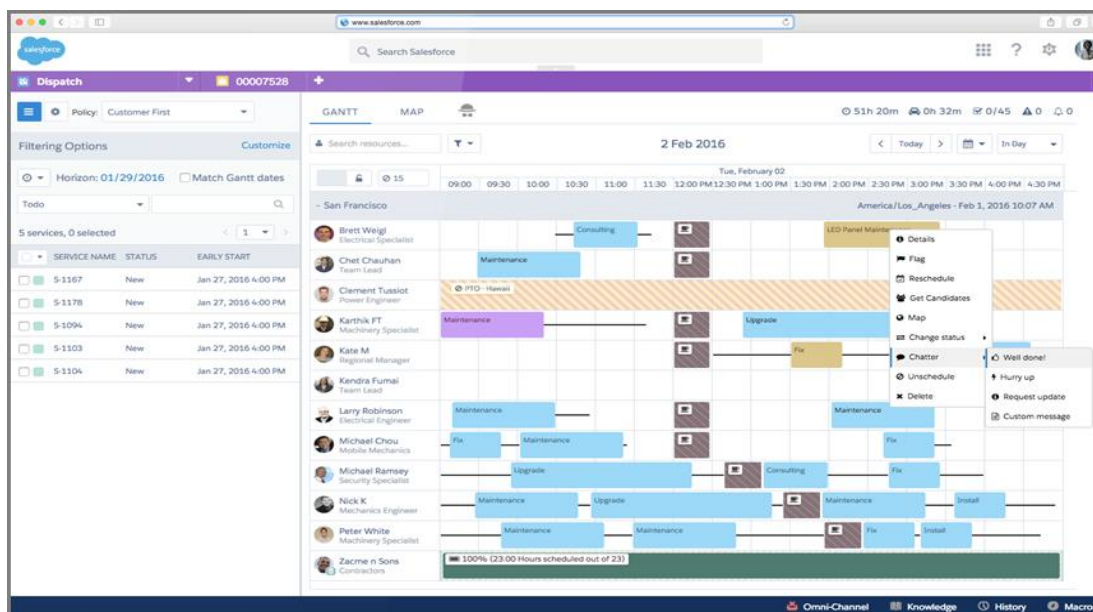 www.salesforce.com
salesforce
Search Salesforce
Dispatch
00007528
Policy: Customer First
GANTT MAP
51h 20m 0h 32m 0/45 0 0
Filtering Options Customize
Search resources...
2 Feb 2016
Today
In Day
Horizon: 01/29/2016 Match Gantt dates
15
Tue, February 02
09:00 09:30 10:00 10:30 11:00 11:30 12:00 PM 12:30 PM 1:00 PM 1:30 PM 2:00 PM 2:30 PM 3:00 PM 3:30 PM 4:00 PM 4:30 PM
Todo
San Francisco America/Los_Angeles - Feb 1, 2016 10:07 AM
5 services, 0 selected 1
SERVICE NAME STATUS EARLY START
S-1167 New Jan 27, 2016 4:00 PM
S-1178 New Jan 27, 2016 4:00 PM
S-1094 New Jan 27, 2016 4:00 PM
S-1103 New Jan 27, 2016 4:00 PM
S-1104 New Jan 27, 2016 4:00 PM
Brett Weigl
Electrical Specialist
Consulting LED Panel
Chet Chauhan
Team Lead
Maintenance
Clement Tussiot
Power Engineer
PTO - Hawaii
Karthik FT
Machinery Specialist
Maintenance Upgrade
Kate M
Regional Manager
Fix
Kendra Fumai
Team Lead
Larry Robinson
Electrical Engineer
Maintenance Maintenance
Michael Chou
Mobile Mechanics
Fix Maintenance Fix
Michael Ramsey
Security Specialist
Upgrade Consulting Fix
Nick K
Mechanics Engineer
Maintenance Upgrade Maintenance Install
Peter White
Machinery Specialist
Maintenance Maintenance Fix Install
Zacme n Sons
Contractors
100% (23:00 Hours scheduled out of 23)
Details
Flag
Reschedule
Get Candidates
Map
Change status
Chatter
Unschedule
Delete
Well done!
Hurry up
Request update
Custom message
Omni-Channel Knowledge History Macro